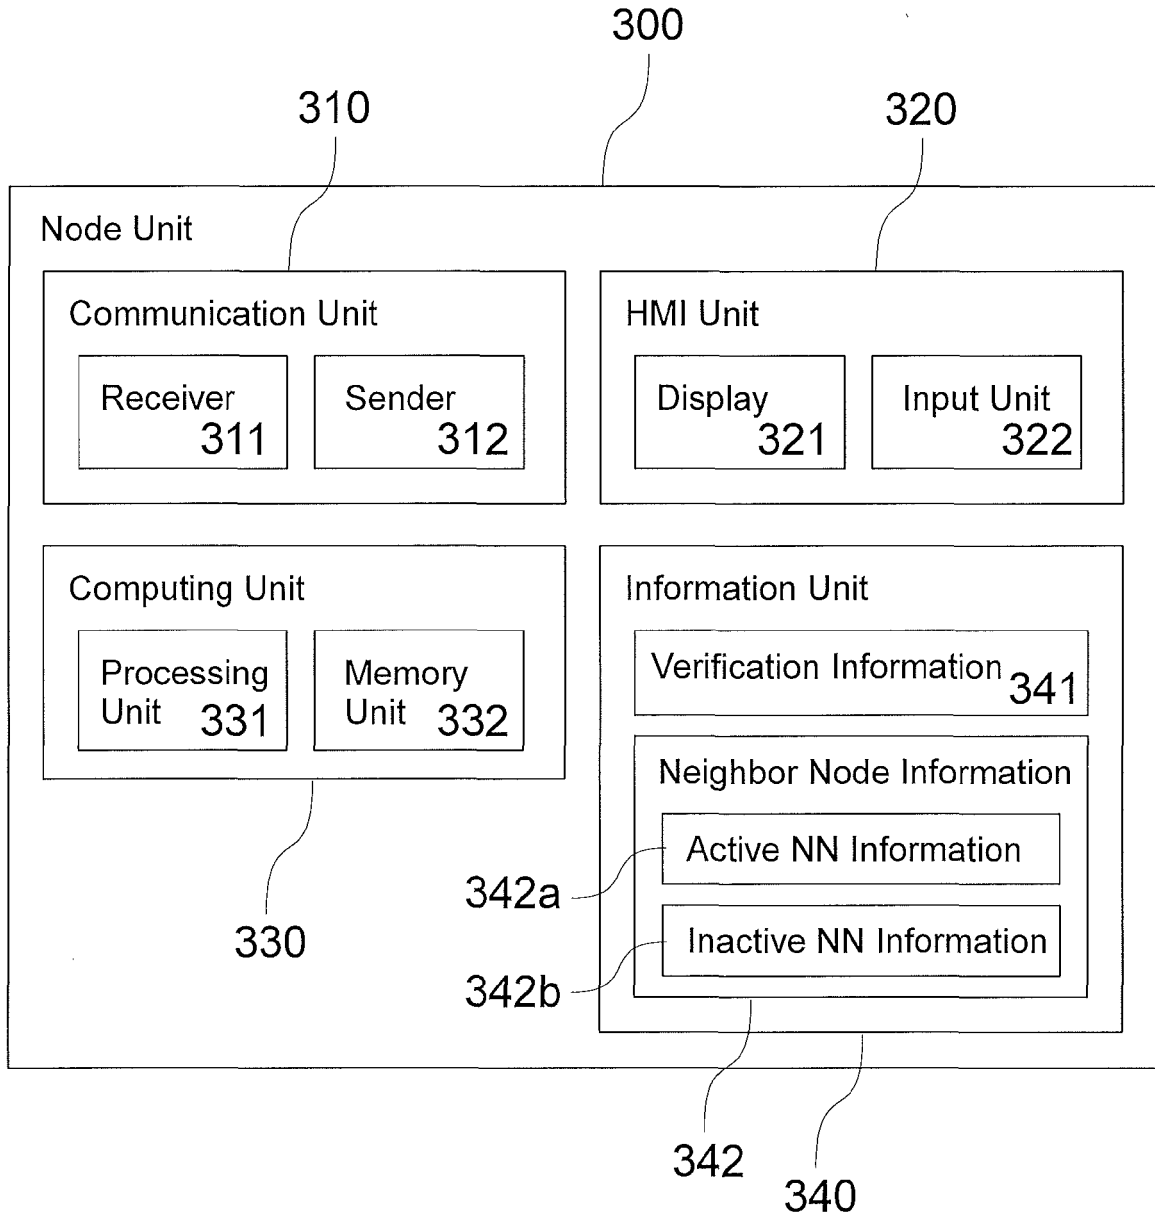 300
310
320
Node Unit
Communication Unit
Receiver
311
Sender
312
HMI Unit
Display
321
Input Unit
322
Computing Unit
Processing
Unit
331
Memory
Unit
332
330
Information Unit
Verification Information
341
Neighbor Node Information
Active NN Information
342a
Inactive NN Information
342b
342
340